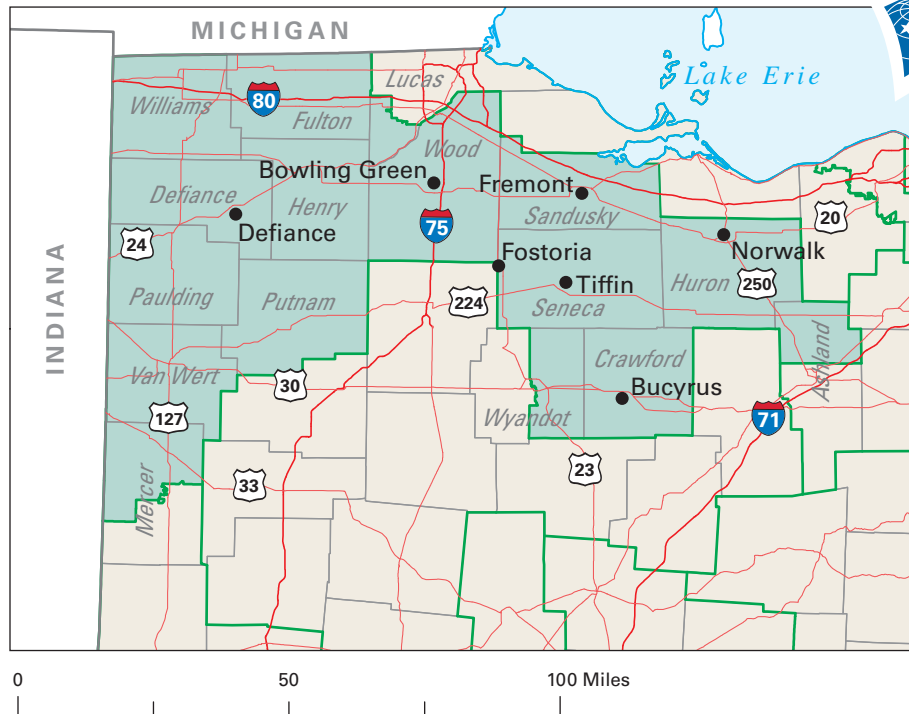 MICHIGAN
Lucas
Lake Erie
Williams
80
Fulton
Wood
Bowling Green
Fremont
Defiance
Henry
Sandusky
20
Defiance
75
Norwalk
24
Fostoria
Tiffin
Huron
250
INDIANA
Paulding
Putnam
224
Seneca
Van Wert
30
Crawford
Ashland
Bucyrus
127
Wyandot
71
Mercer
33
23
0
50
100 Miles